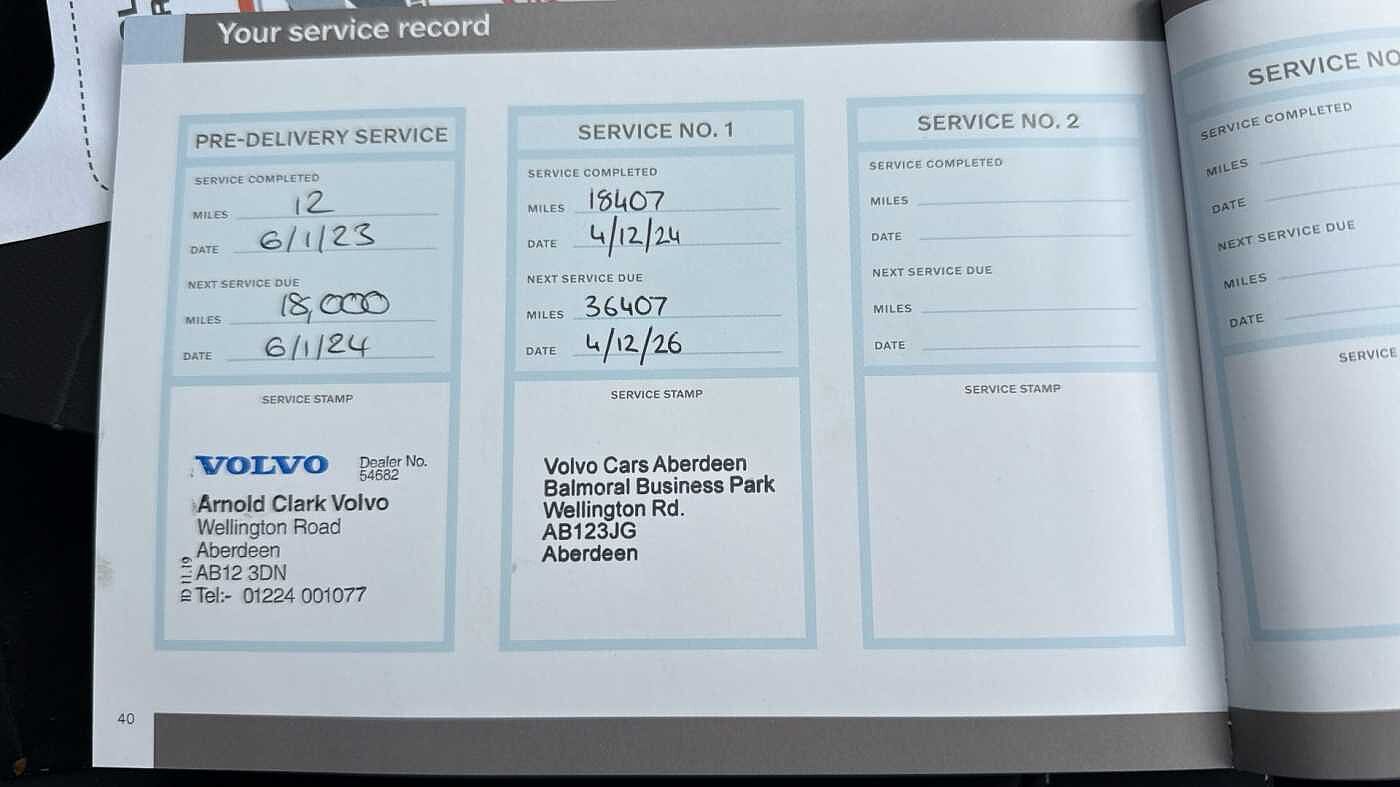 Your service record
PRE-DELIVERY SERVICE
SERVICE COMPLETED
MILES 12
DATE 6/1/23
NEXT SERVICE DUE
MILES 18,000
DATE 6/1/24
SERVICE STAMP
VOLVO Dealer No.
54682
Arnold Clark Volvo
Wellington Road
Aberdeen
AB12 3DN
Tel:- 01224 001077
ID 11.19
SERVICE NO. 1
SERVICE COMPLETED
MILES 18407
DATE 4/12/24
NEXT SERVICE DUE
MILES 36407
DATE 4/12/26
SERVICE STAMP
Volvo Cars Aberdeen
Balmoral Business Park
Wellington Rd.
AB123JG
Aberdeen
SERVICE NO. 2
SERVICE COMPLETED
MILES
DATE
NEXT SERVICE DUE
MILES
DATE
SERVICE STAMP
SERVICE NO
SERVICE COMPLETED
MILES
DATE
NEXT SERVICE DUE
MILES
DATE
SERVICE
40